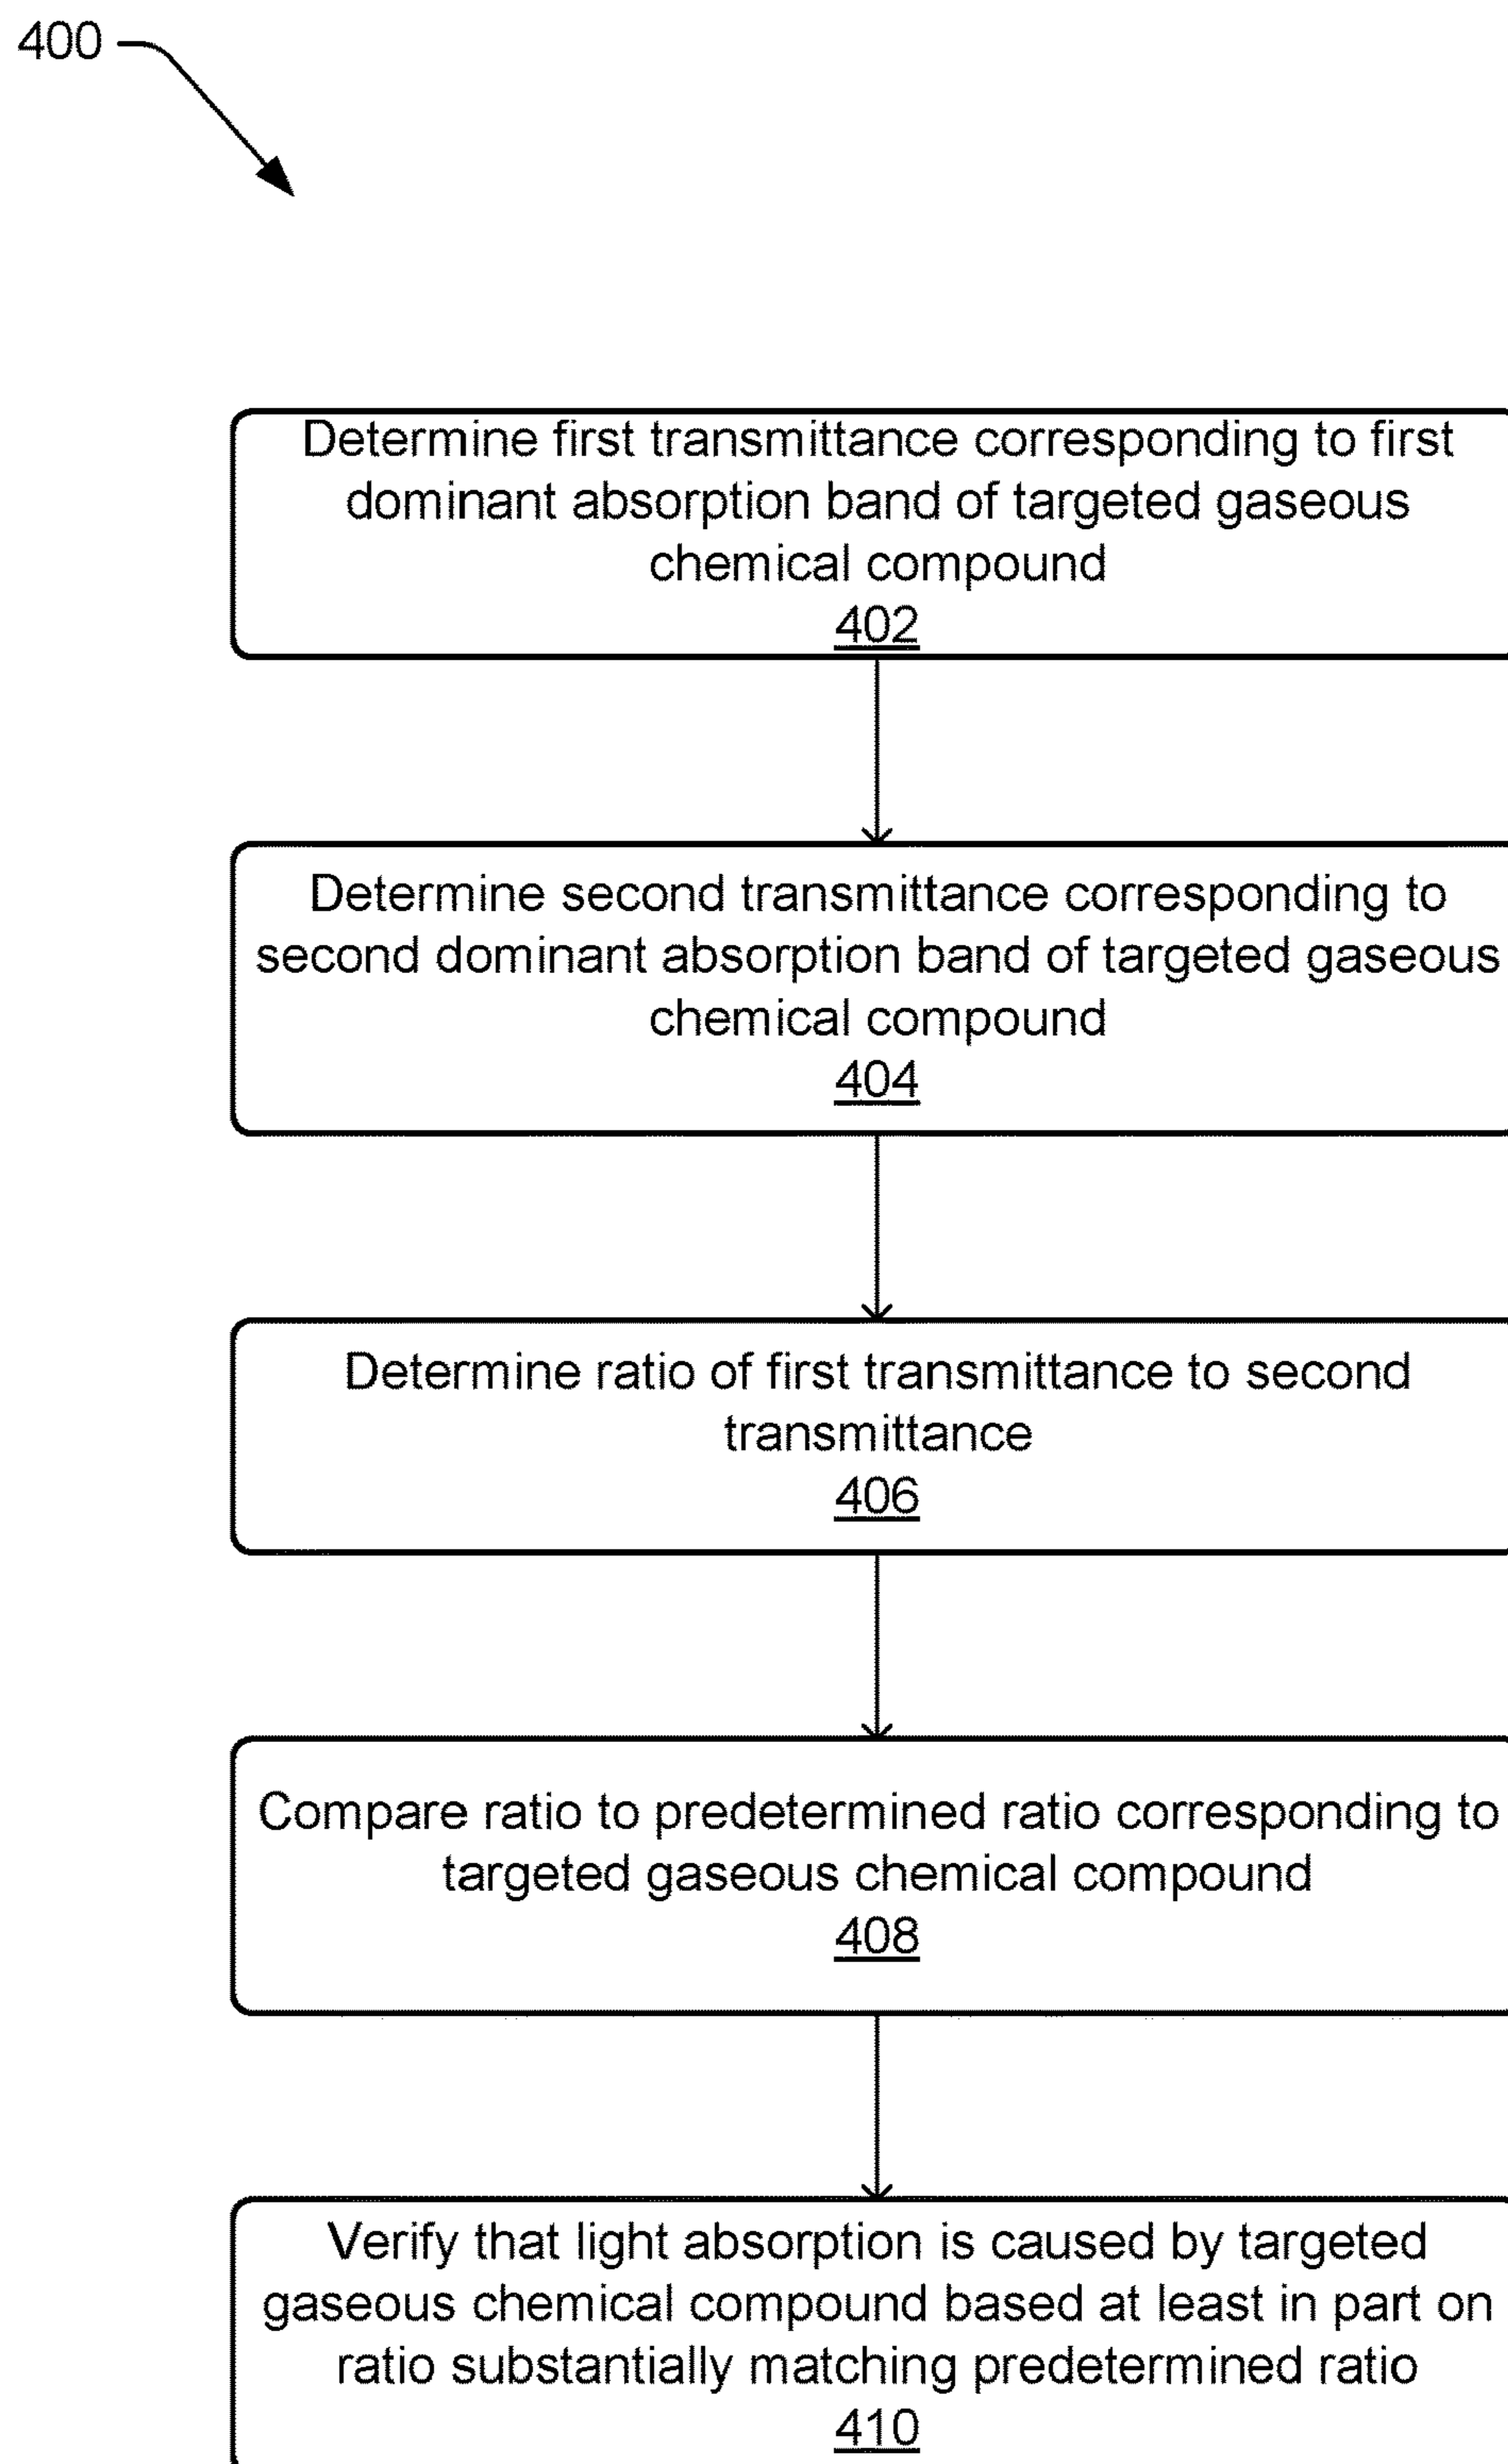 400
Determine first transmittance corresponding to first
dominant absorption band of targeted gaseous
chemical compound
402
Determine second transmittance corresponding to
second dominant absorption band of targeted gaseous
chemical compound
404
Determine ratio of first transmittance to second
transmittance
406
Compare ratio to predetermined ratio corresponding to
targeted gaseous chemical compound
408
Verify that light absorption is caused by targeted
gaseous chemical compound based at least in part on
ratio substantially matching predetermined ratio
410